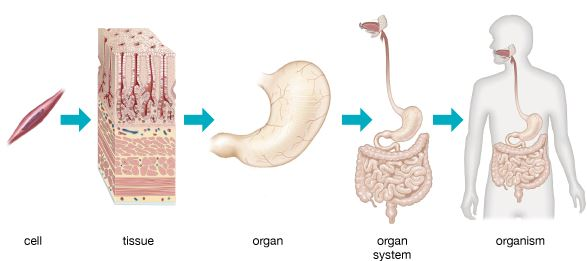 cell
tissue
organ
organ
system
organism